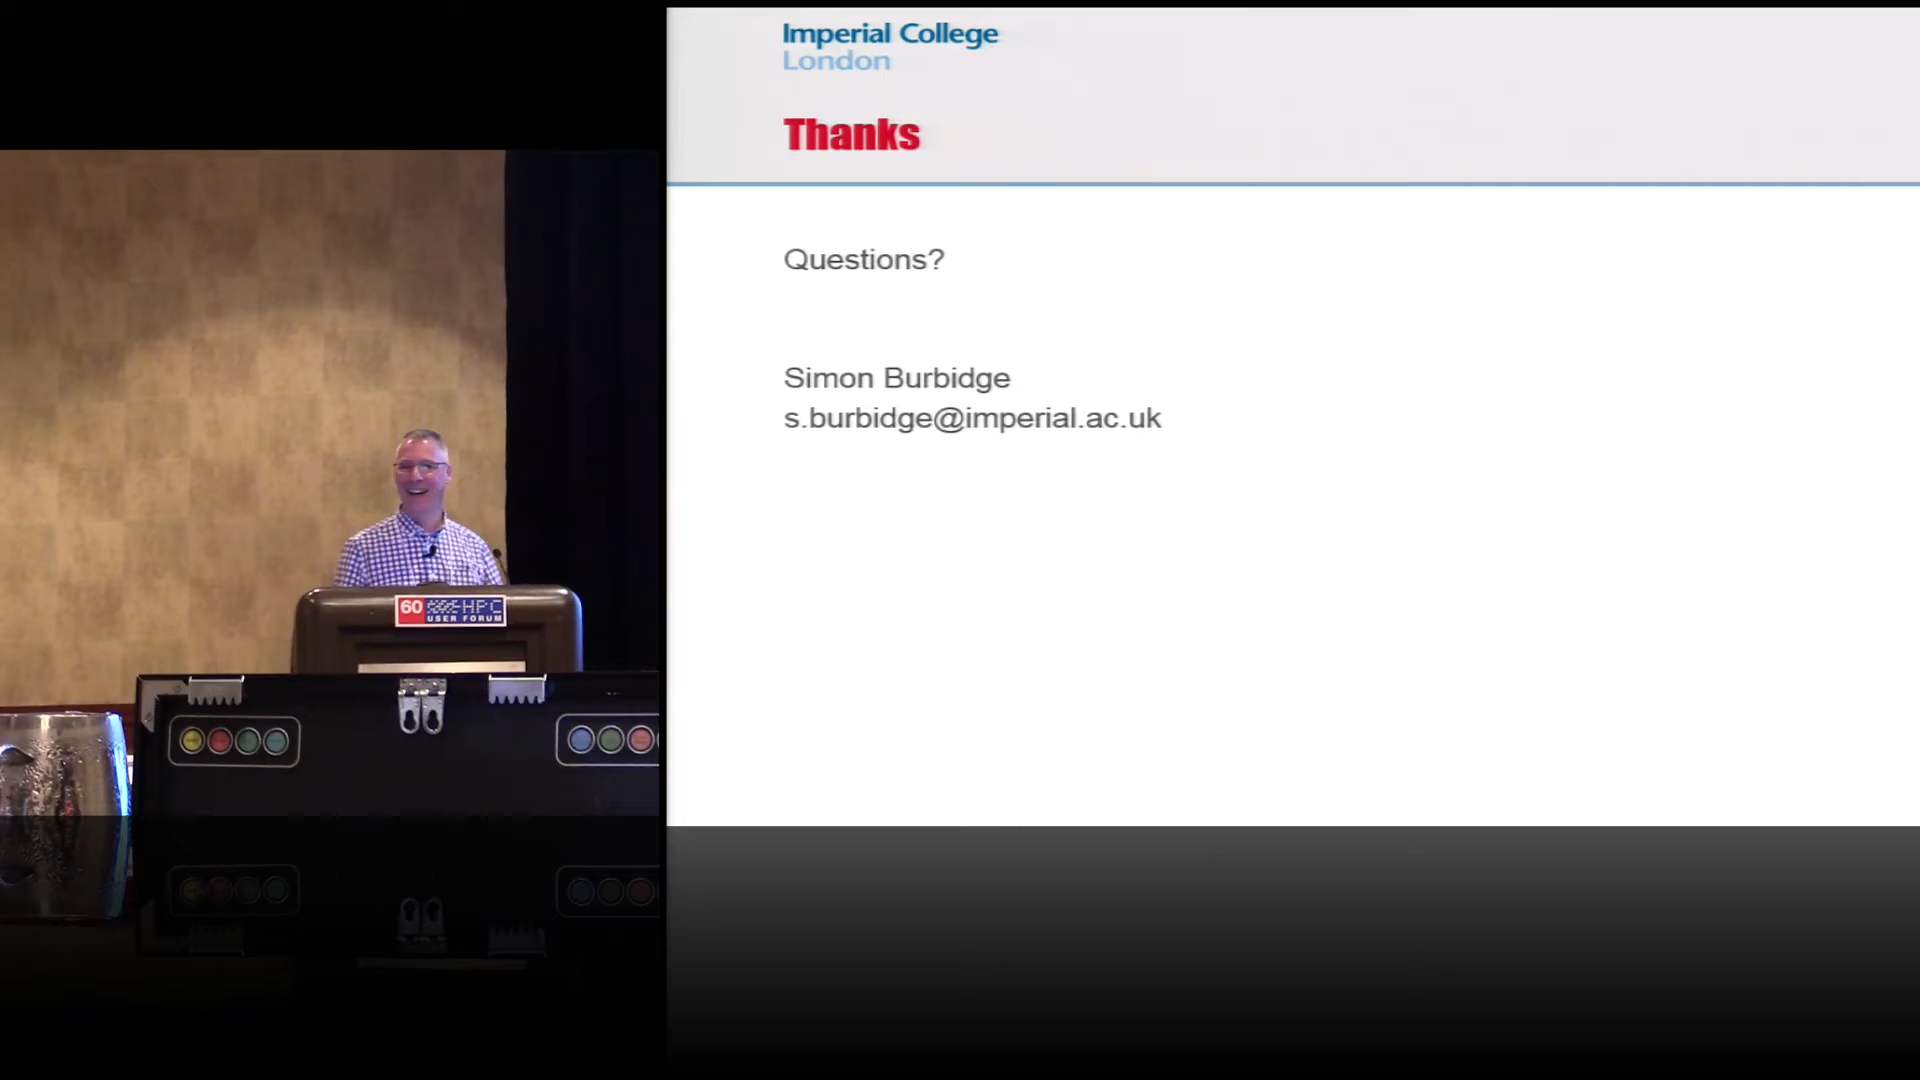 Imperial College
London
Thanks
Questions?
Simon Burbidge
s.burbidge@imperial.ac.uk
60 HPC
USER FORUM